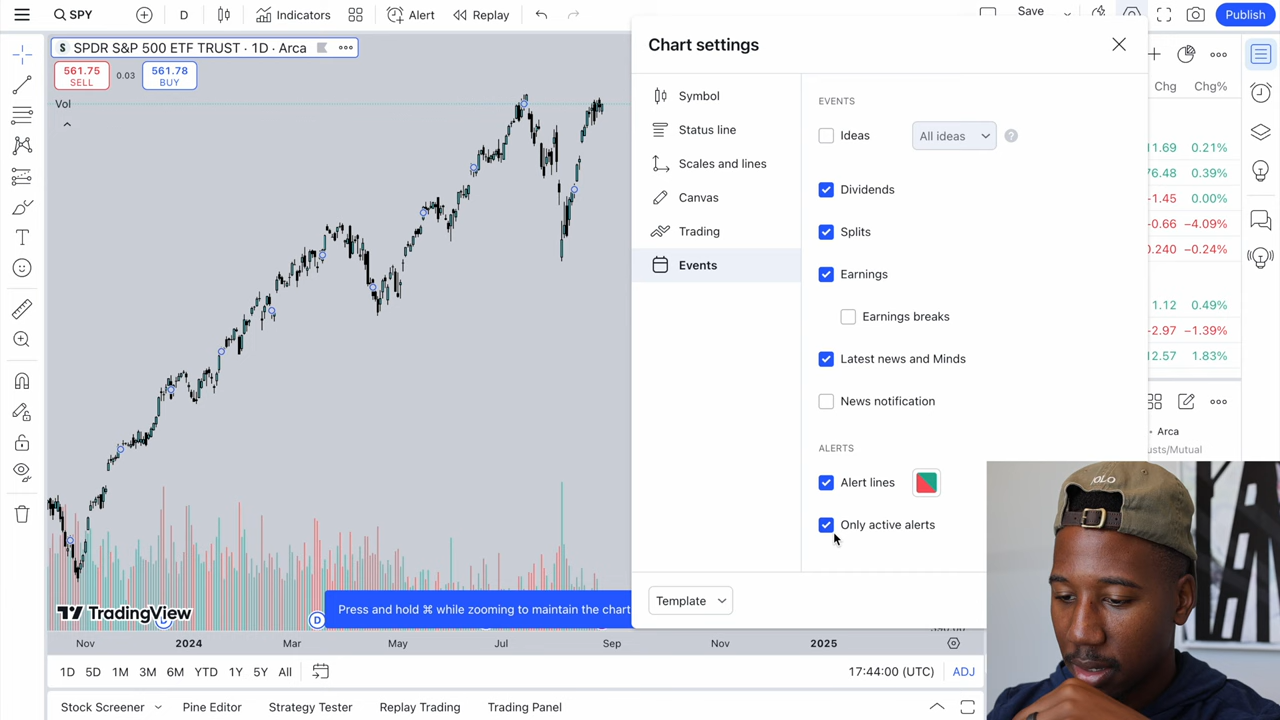 SPY
D
Indicators
Alert
Replay
Save
Publish
SPDR S&P 500 ETF TRUST · 1D · Arca
561.75
SELL
0.03
561.78
BUY
Vol
Chart settings
Symbol
Status line
Scales and lines
Canvas
Trading
Events
EVENTS
Ideas
All ideas
?
Dividends
Splits
Earnings
Earnings breaks
Latest news and Minds
News notification
ALERTS
Alert lines
Only active alerts
Template
Chg Chg%
11.69 0.21%
76.48 0.39%
−1.45 0.00%
−0.66 −4.09%
0.240 −0.24%
1.12 0.49%
−2.97 −1.39%
12.57 1.83%
Arca
usts/Mutual
POLO
TradingView
D
Press and hold ⌘ while zooming to maintain the chart
Nov 2024 Mar May Jul Sep Nov 2025
1D 5D 1M 3M 6M YTD 1Y 5Y All
17:44:00 (UTC) ADJ
Stock Screener Pine Editor Strategy Tester Replay Trading Trading Panel